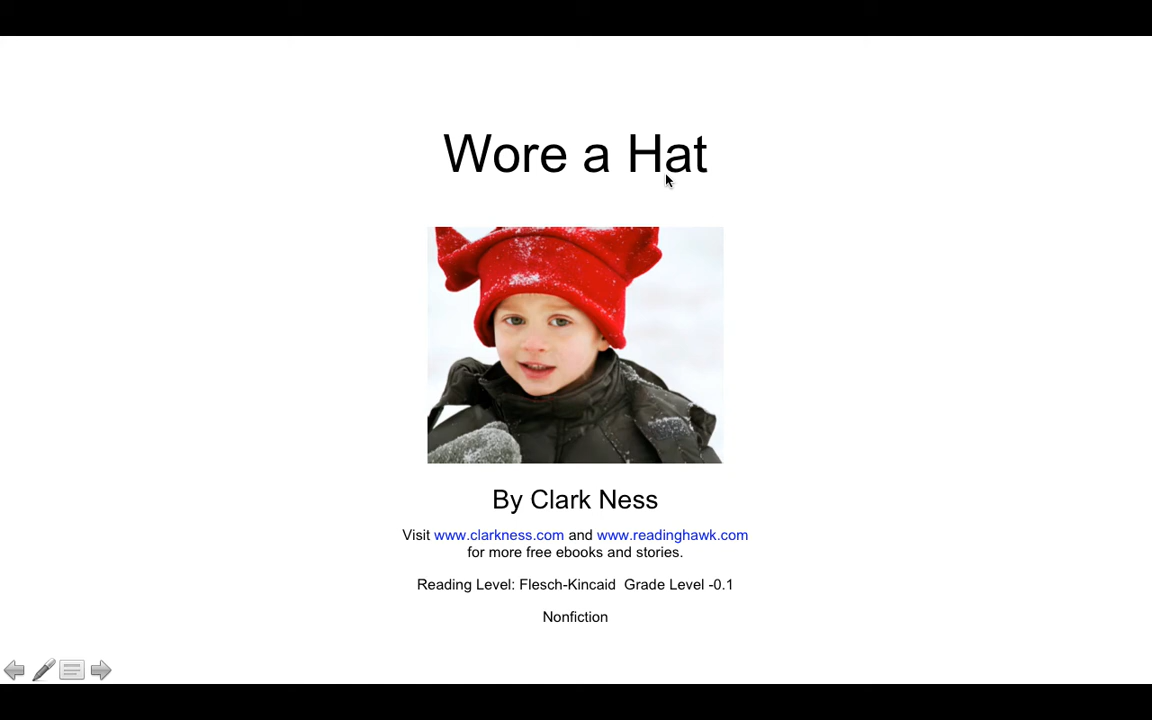 Wore a Hat
By Clark Ness
Visit www.clarkness.com and www.readinghawk.com
for more free ebooks and stories.
Reading Level: Flesch-Kincaid  Grade Level -0.1
Nonfiction